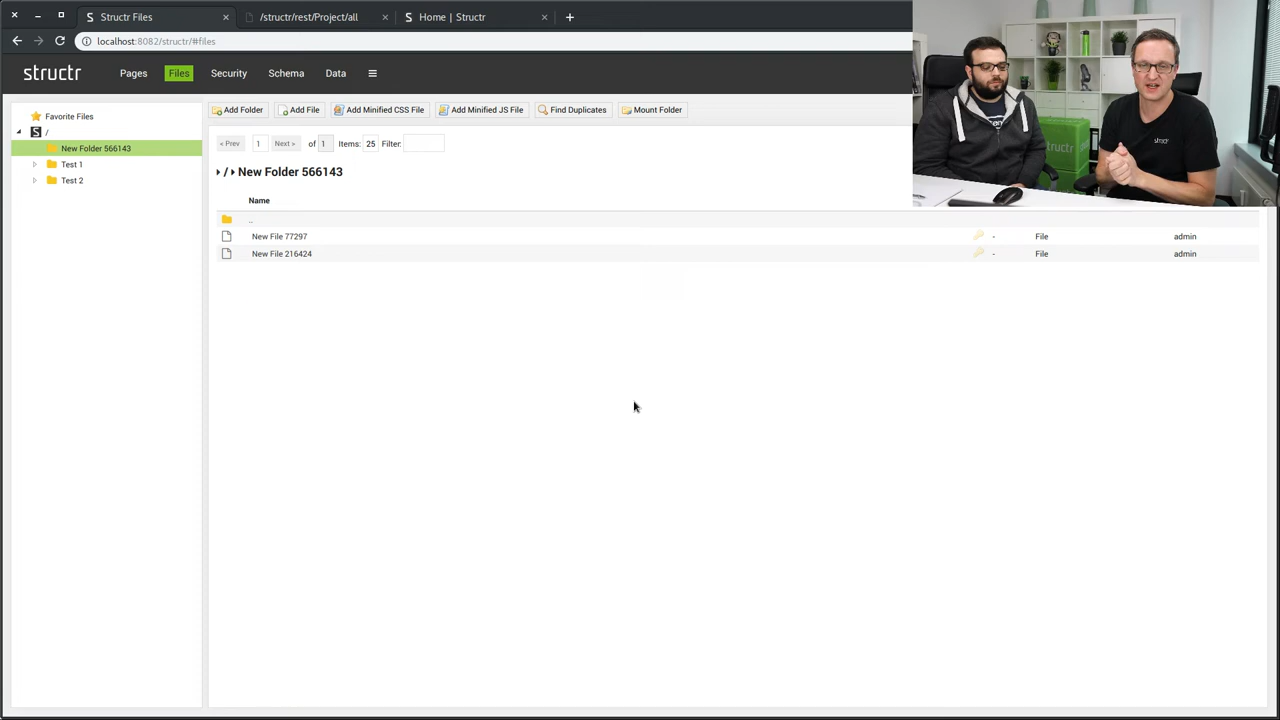 Structr Files
/structr/rest/Project/all
Home | Structr
localhost:8082/structr/#files
structr
Pages
Files
Security
Schema
Data
Favorite Files
/
New Folder 566143
Test 1
Test 2
Add Folder
Add File
Add Minified CSS File
Add Minified JS File
Find Duplicates
Mount Folder
< Prev
1
Next >
of
1
Items:
25
Filter:
/ New Folder 566143
Name
..
New File 77297
-
File
admin
New File 216424
-
File
admin
structr
structr